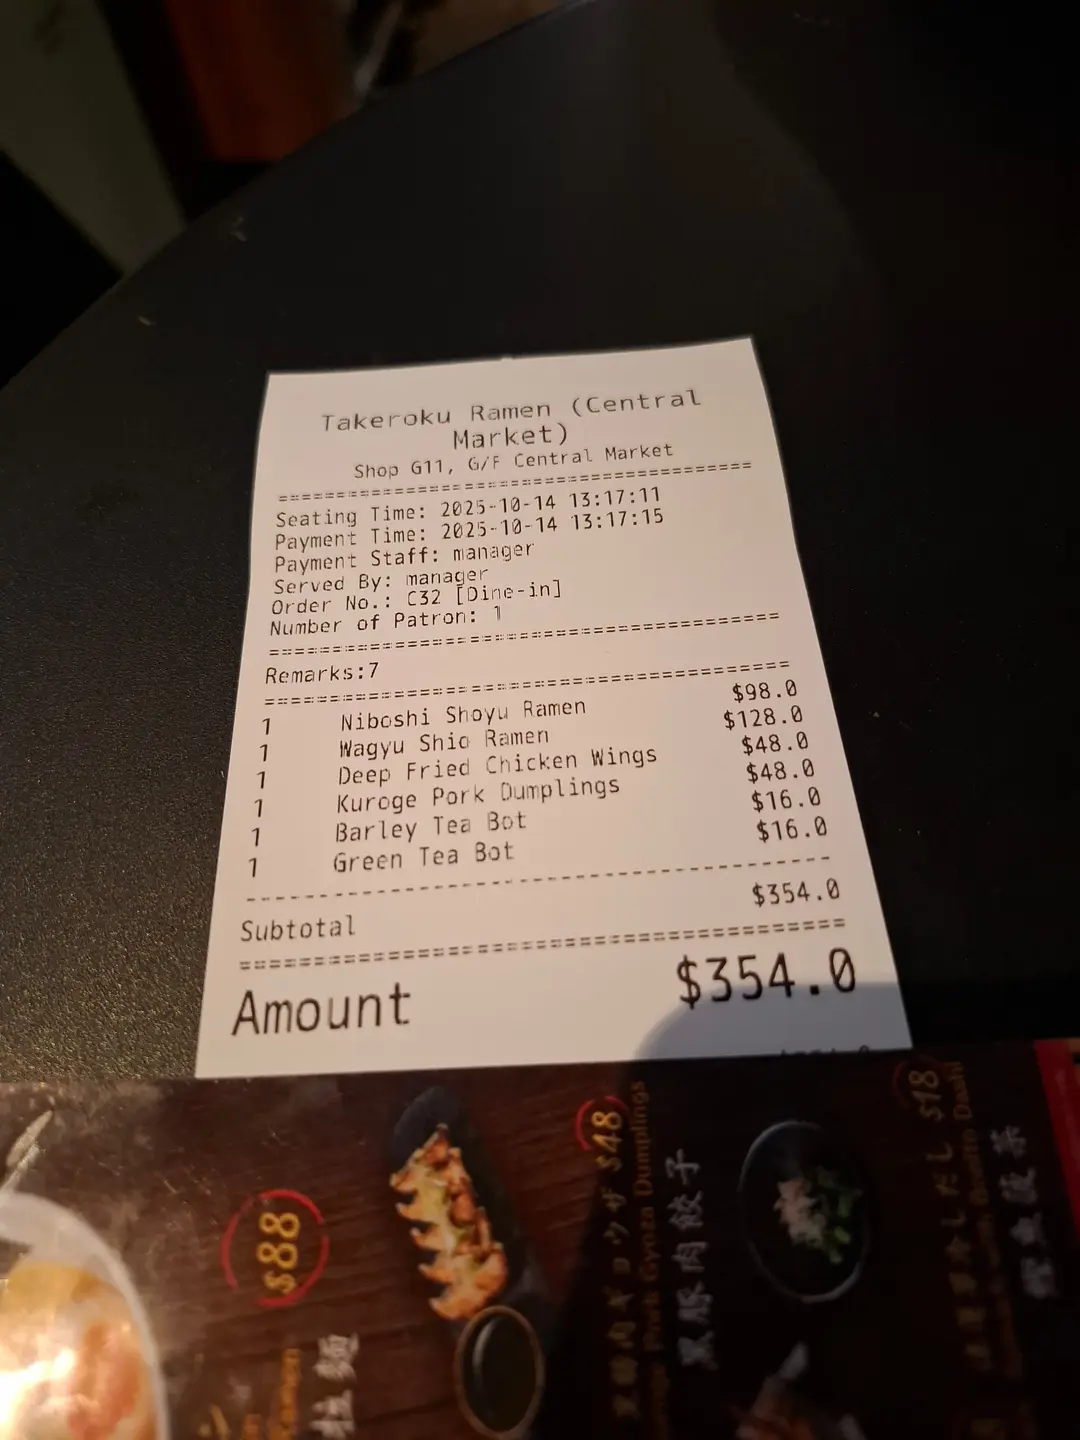 Takeroku Ramen (Central
Market)
Shop G11, G/F Central Market
========================================
Seating Time: 2025-10-14 13:17:11
Payment Time: 2025-10-14 13:17:15
Payment Staff: manager
Served By: manager
Order No.: C32 [Dine-in]
Number of Patron: 1
========================================
Remarks:7
========================================
1 Niboshi Shoyu Ramen $98.0
1 Wagyu Shio Ramen $128.0
1 Deep Fried Chicken Wings $48.0
1 Kuroge Pork Dumplings $48.0
1 Barley Tea Bot $16.0
1 Green Tea Bot $16.0
----------------------------------------
Subtotal $354.0
========================================
Amount $354.0
$88
拉麵
$48
Pork Gyoza Dumplings
黑豚肉餃子
$18